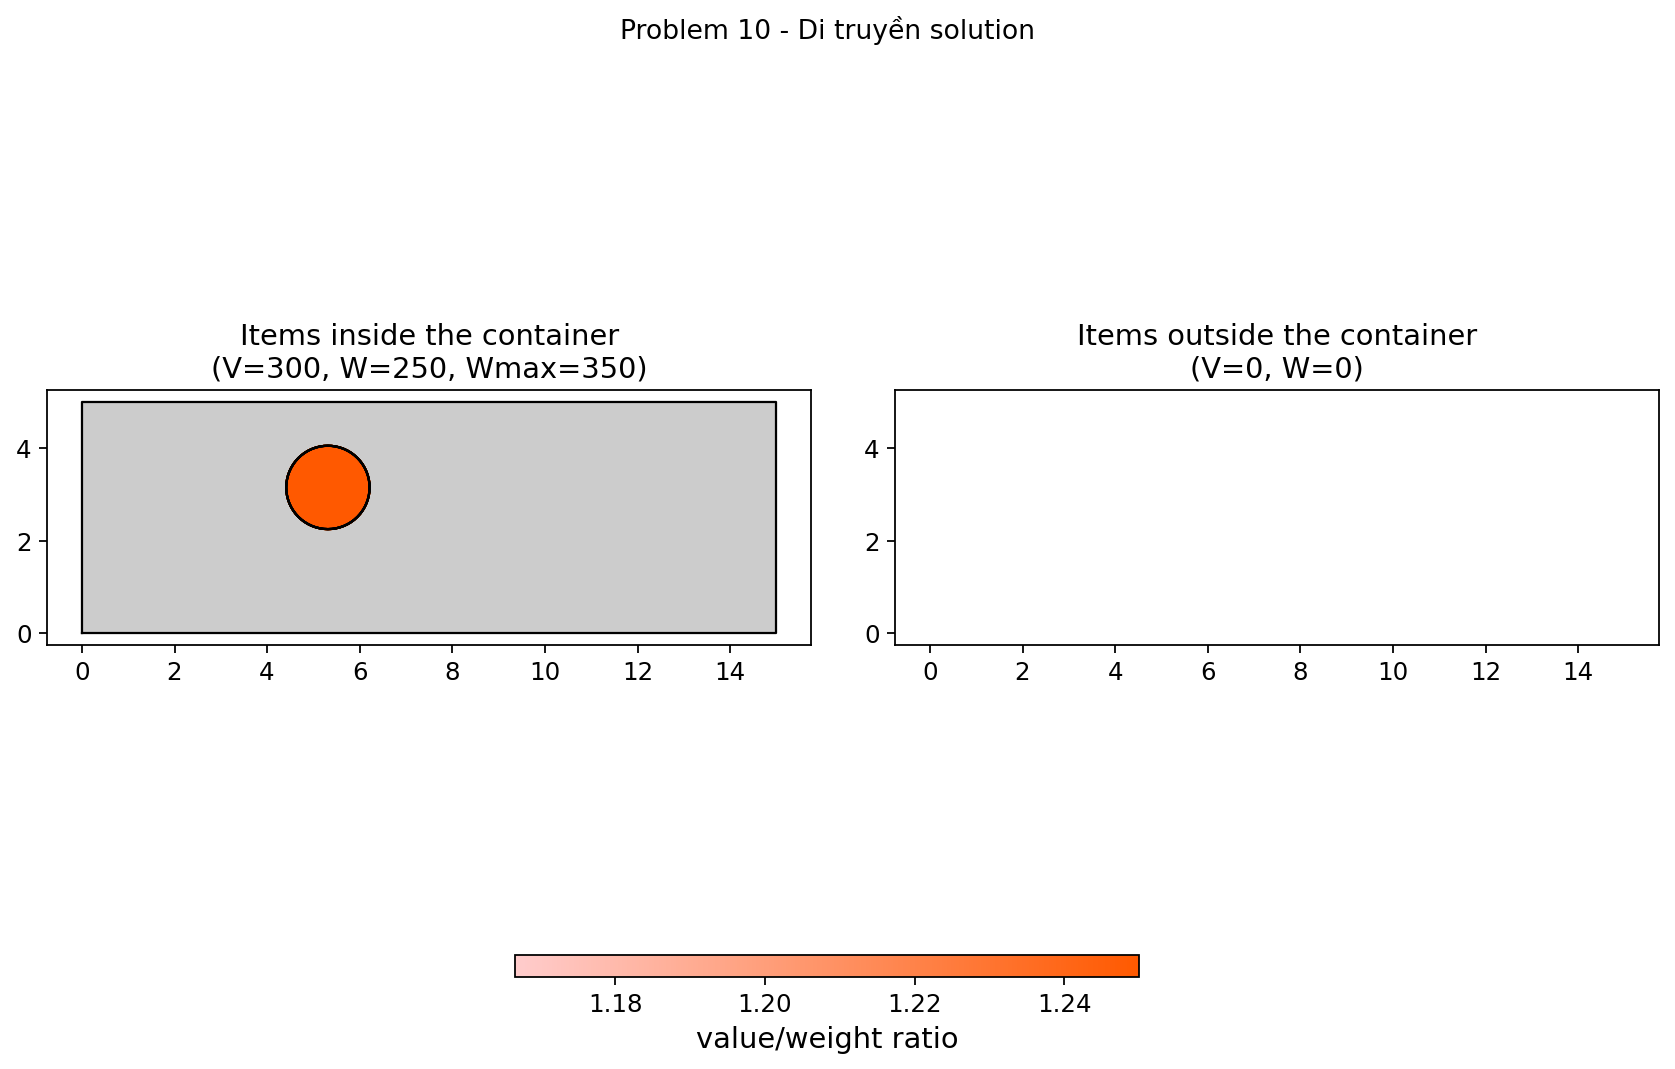 Problem 10 - Di truyền solution
Items inside the container
(V=300, W=250, Wmax=350)
Items outside the container
(V=0, W=0)
4
2
0
0 2 4 6 8 10 12 14
4
2
0
0 2 4 6 8 10 12 14
1.18 1.20 1.22 1.24
value/weight ratio